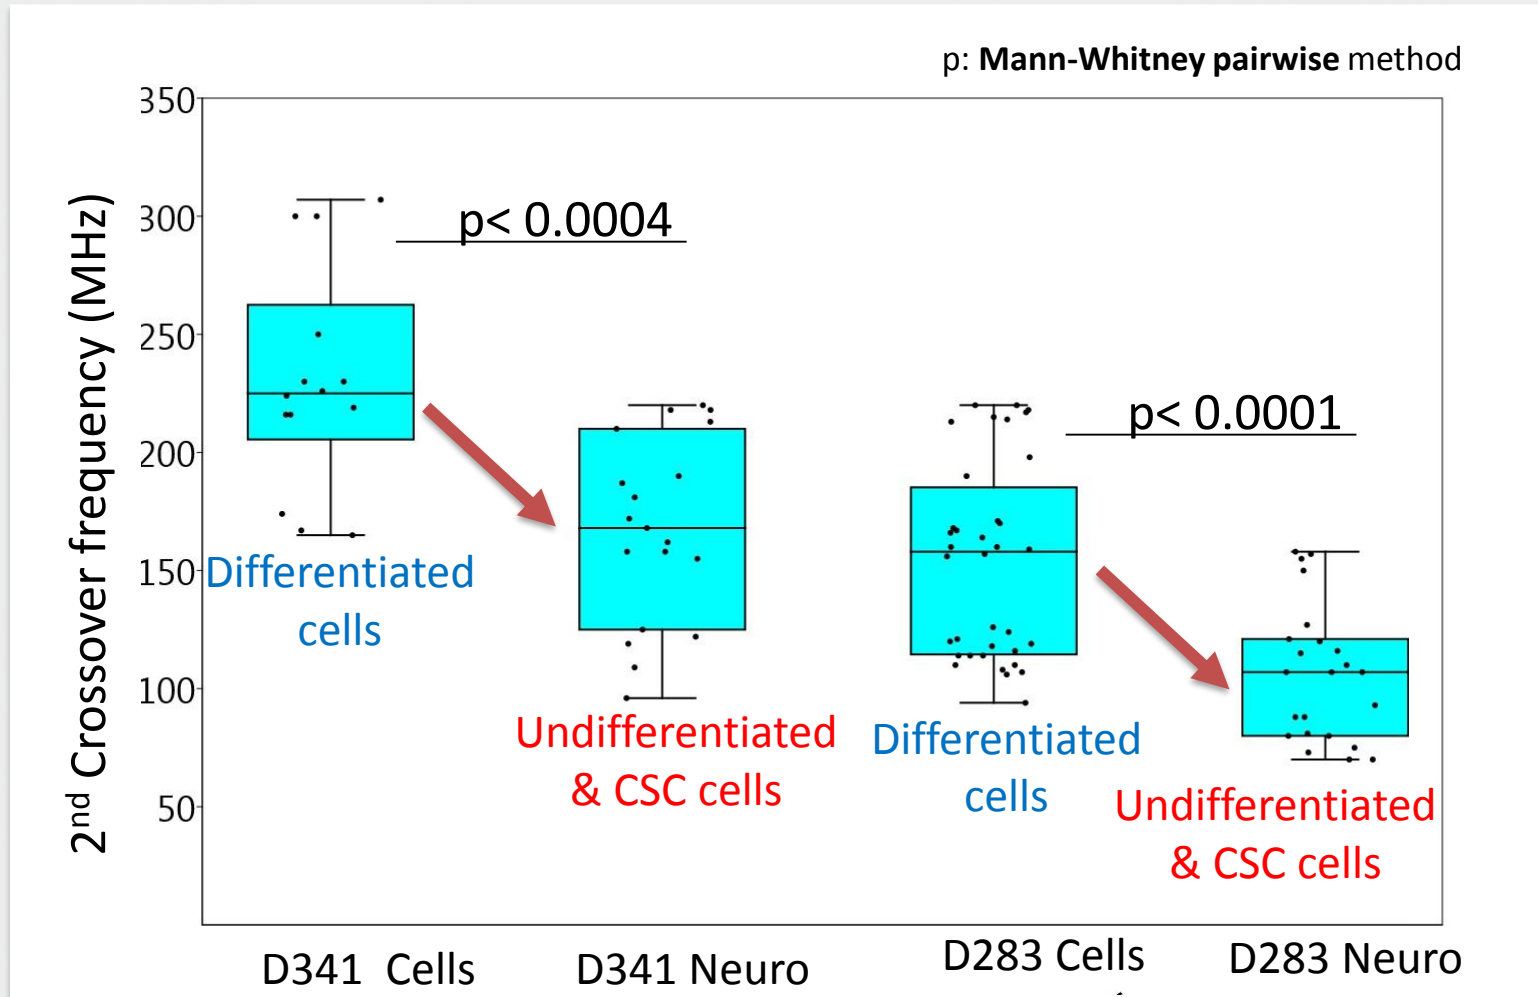 p: Mann-Whitney pairwise method
350
300
250
200
150
100
50
2nd Crossover frequency (MHz)
p< 0.0004
p< 0.0001
Differentiated
cells
Undifferentiated
& CSC cells
Differentiated
cells
Undifferentiated
& CSC cells
D341 Cells
D341 Neuro
D283 Cells
D283 Neuro